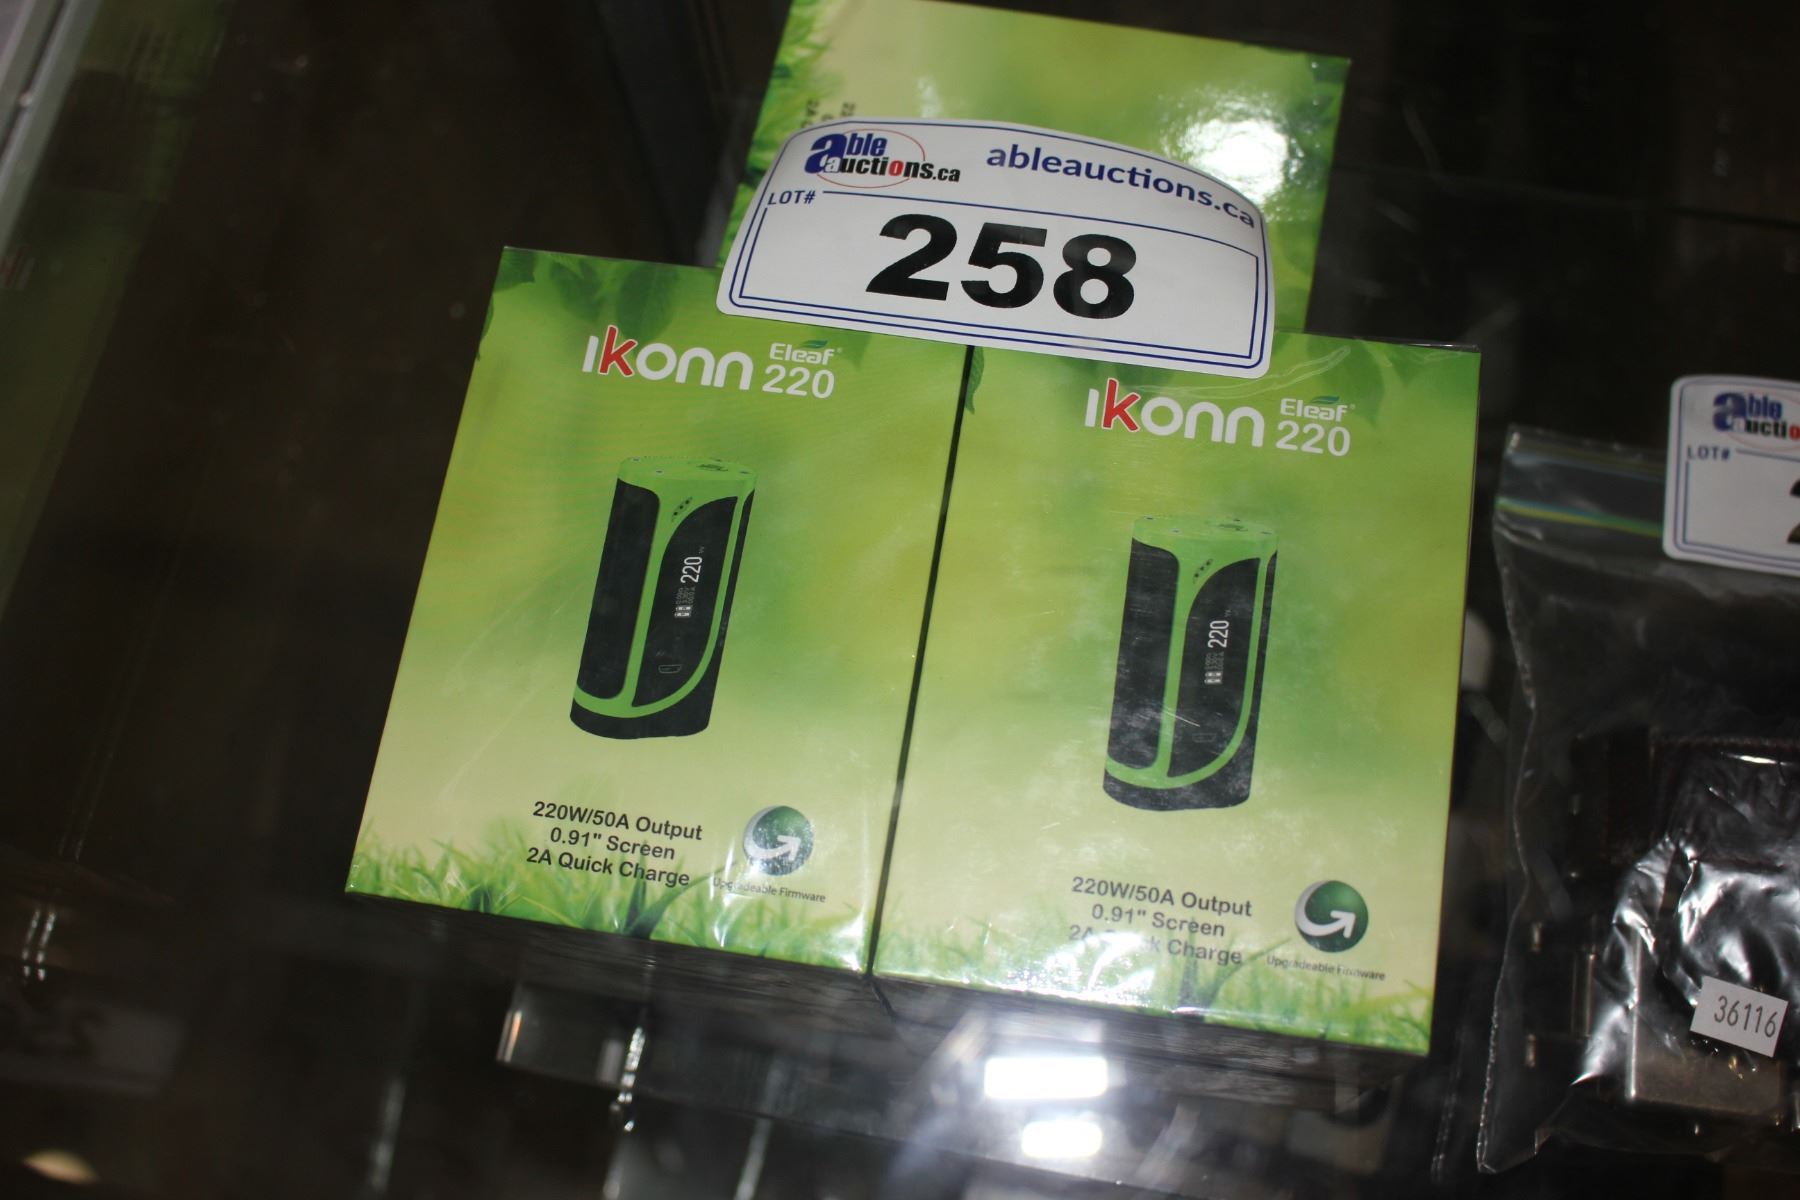 able auctions.ca
ableauctions.ca
LOT#
258
ikonn Eleaf® 220
220
220W/50A Output
0.91" Screen
2A Quick Charge
Upgradeable Firmware
ikonn Eleaf® 220
220
220W/50A Output
0.91" Screen
2A Quick Charge
Upgradeable Firmware
able auctio
LOT#
36116